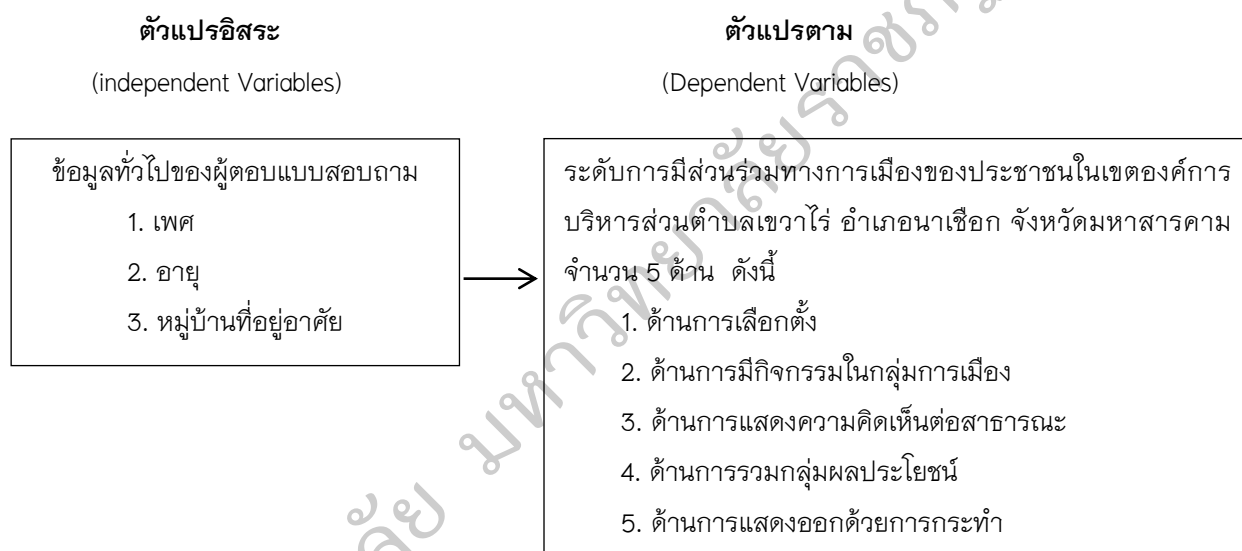 ตัวแปรอิสระ
(independent Variables)
ข้อมูลทั่วไปของผู้ตอบแบบสอบถาม
1. เพศ
2. อายุ
3. หมู่บ้านที่อยู่อาศัย
ตัวแปรตาม
(Dependent Variables)
ระดับการมีส่วนร่วมทางการเมืองของประชาชนในเขตองค์การ
บริหารส่วนตำบลเขวาไร่ อำเภอนาเชือก จังหวัดมหาสารคาม
จำนวน 5 ด้าน ดังนี้
1. ด้านการเลือกตั้ง
2. ด้านการมีกิจกรรมในกลุ่มการเมือง
3. ด้านการแสดงความคิดเห็นต่อสาธารณะ
4. ด้านการรวมกลุ่มผลประโยชน์
5. ด้านการแสดงออกด้วยการกระทำ
มหาวิทยาลัยราชภัฏ